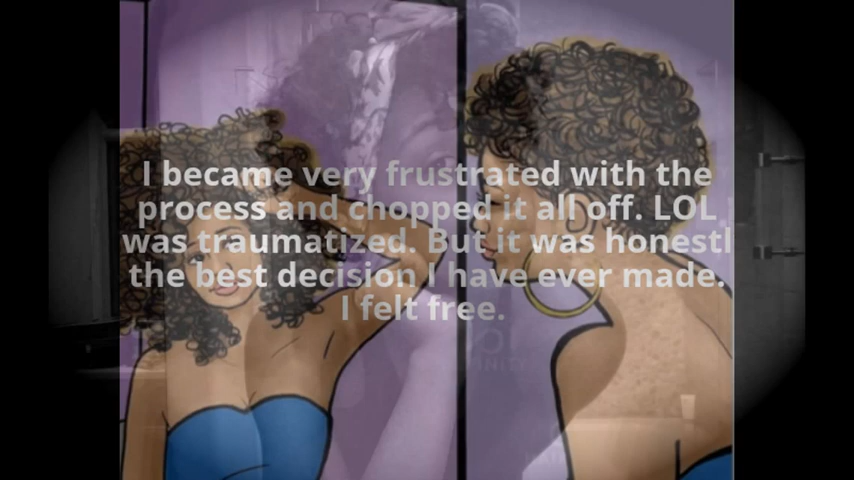 I became very frustrated with the
process and chopped it all off. LOL
was traumatized. But it was honestl
the best decision I have ever made.
I felt free.